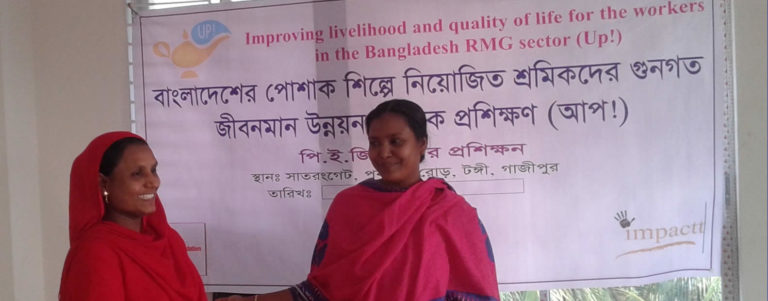 UP!
Improving livelihood and quality of life for the workers
in the Bangladesh RMG sector (Up!)
বাংলাদেশের পোশাক শিল্পে নিয়োজিত শ্রমিকদের গুনগত
জীবনমান উন্নয়ন ক প্রশিক্ষণ (আপ!)
পি.ই.জি র প্রশিক্ষন
স্থানঃ সাতরংগেট, রোড়, টঙ্গী, গাজীপুর
তারিখঃ
impactt